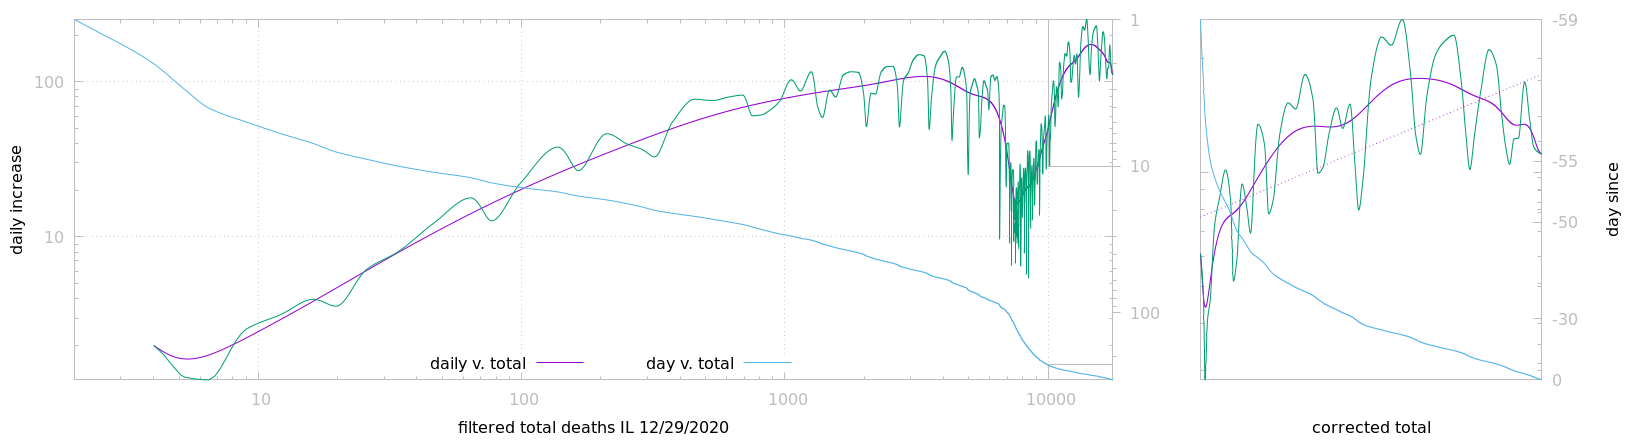 daily increase
100
10
1
10
100
daily v. total
day v. total
10
100
1000
10000
filtered total deaths IL 12/29/2020
-59
-55
-50
-30
0
day since
corrected total